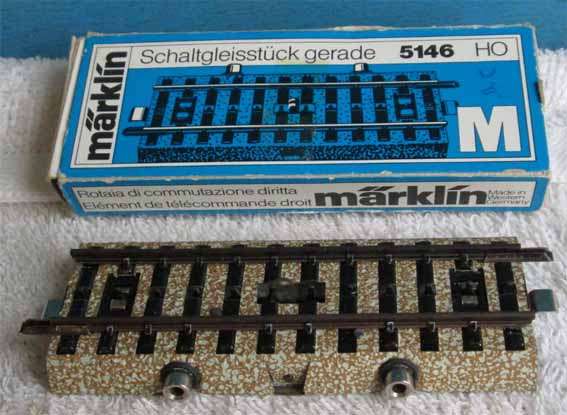 märklin
Schaltgleisstück gerade 5146 HO
M
Rotaia di commutazione diritta
Elément de télécommande droit
märklin
Made in
Western
Germany